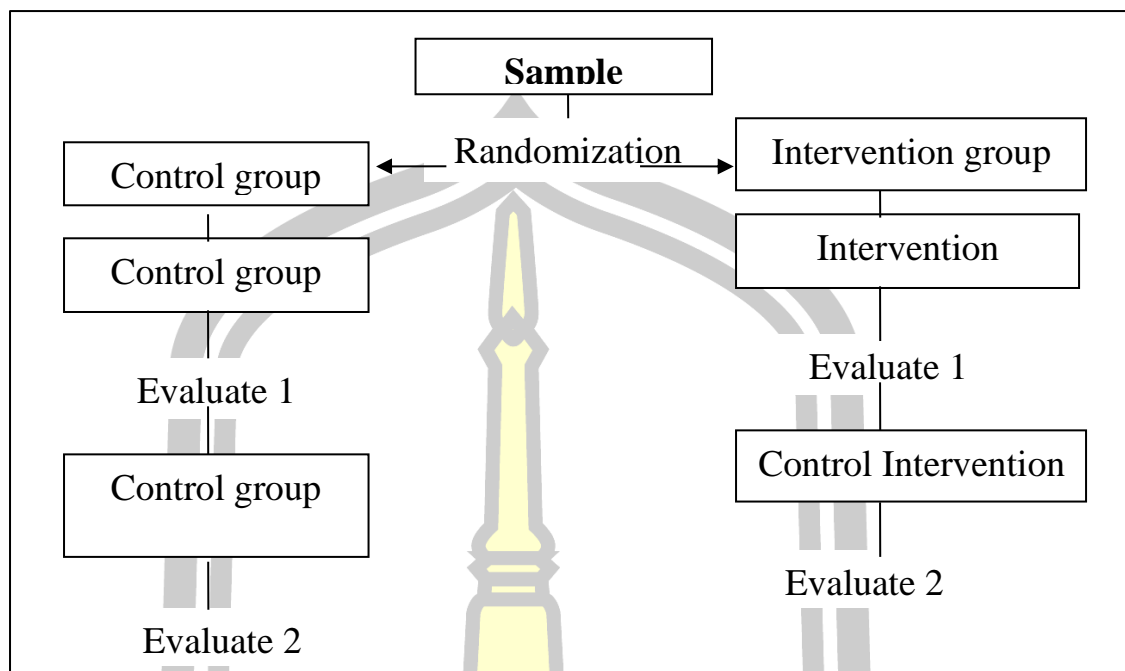 Sample
Randomization
Control group
Intervention group
Control group
Intervention
Evaluate 1
Evaluate 1
Control group
Control Intervention
Evaluate 2
Evaluate 2